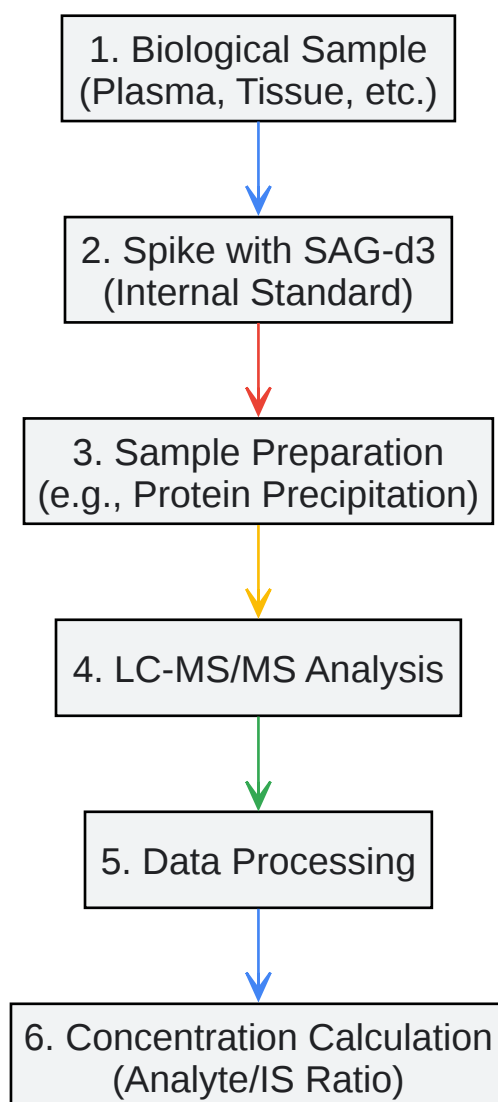 1. Biological Sample
(Plasma, Tissue, etc.)
2. Spike with SAG-d3
(Internal Standard)
3. Sample Preparation
(e.g., Protein Precipitation)
4. LC-MS/MS Analysis
5. Data Processing
6. Concentration Calculation
(Analyte/IS Ratio)